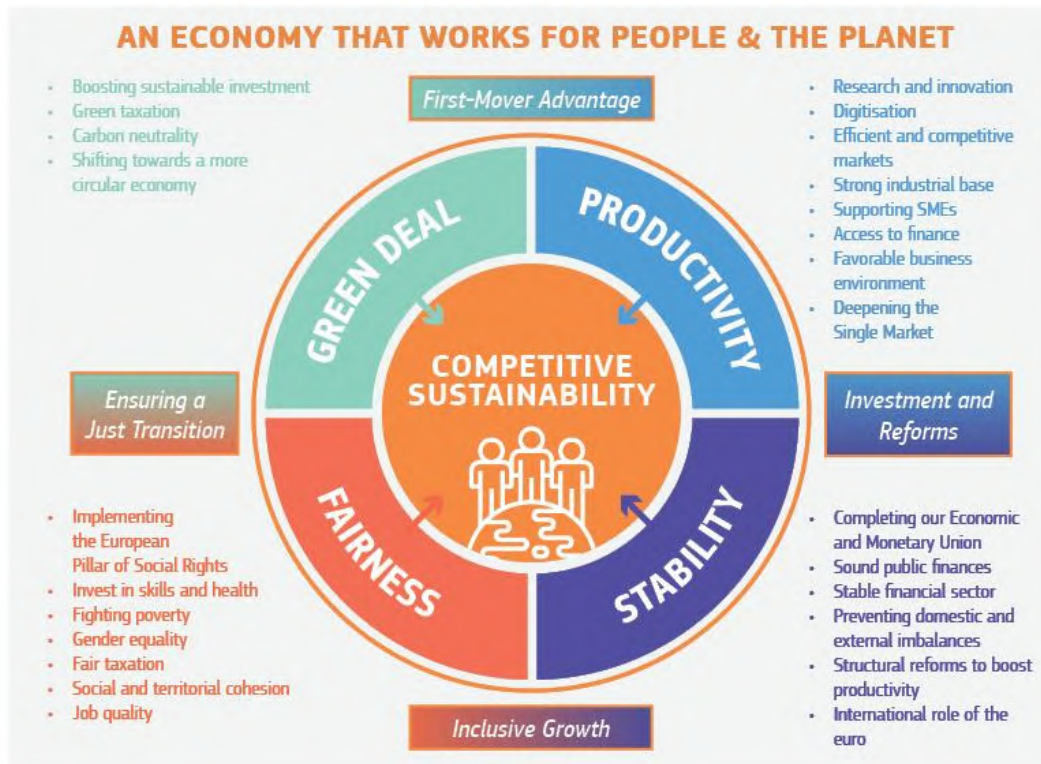 AN ECONOMY THAT WORKS FOR PEOPLE & THE PLANET
• Boosting sustainable investment
• Green taxation
• Carbon neutrality
• Shifting towards a more
circular economy
First-Mover Advantage
• Research and innovation
• Digitisation
• Efficient and competitive
markets
• Strong industrial base
• Supporting SMEs
• Access to finance
• Favorable business
environment
• Deepening the
Single Market
GREEN DEAL
PRODUCTIVITY
COMPETITIVE
SUSTAINABILITY
Ensuring a
Just Transition
Investment and
Reforms
FAIRNESS
STABILITY
• Implementing
the European
Pillar of Social Rights
• Invest in skills and health
• Fighting poverty
• Gender equality
• Fair taxation
• Social and territorial cohesion
• Job quality
• Completing our Economic
and Monetary Union
• Sound public finances
• Stable financial sector
• Preventing domestic and
external imbalances
• Structural reforms to boost
productivity
• International role of the
euro
Inclusive Growth